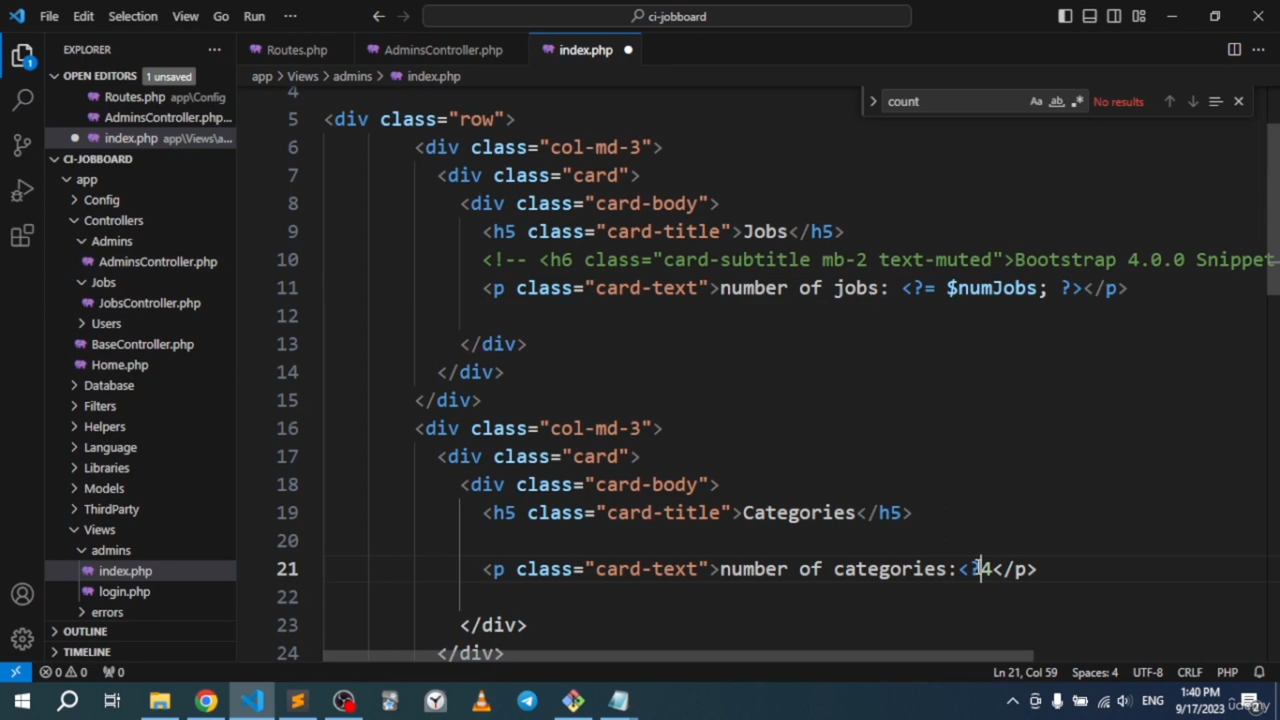 File Edit Selection View Go Run ··· ci-jobboard
EXPLORER ···
Routes.php AdminsController.php index.php
OPEN EDITORS 1 unsaved
app > Views > admins > index.php
Routes.php app\Config
AdminsController.php...
index.php app\Views\a...
count Aa ab No results
CI-JOBBOARD
app
Config
Controllers
Admins
AdminsController.php
Jobs
JobsController.php
Users
BaseController.php
Home.php
Database
Filters
Helpers
Language
Libraries
Models
ThirdParty
Views
admins
index.php
login.php
errors
OUTLINE
TIMELINE
4
5 <div class="row">
6 <div class="col-md-3">
7 <div class="card">
8 <div class="card-body">
9 <h5 class="card-title">Jobs</h5>
10 <!-- <h6 class="card-subtitle mb-2 text-muted">Bootstrap 4.0.0 Snippet
11 <p class="card-text">number of jobs: <?= $numJobs; ?></p>
12
13 </div>
14 </div>
15 </div>
16 <div class="col-md-3">
17 <div class="card">
18 <div class="card-body">
19 <h5 class="card-title">Categories</h5>
20
21 <p class="card-text">number of categories:<?4</p>
22
23 </div>
24 </div>
0 0 0 Ln 21, Col 59 Spaces: 4 UTF-8 CRLF PHP
ENG 1:40 PM
9/17/2023
udemy